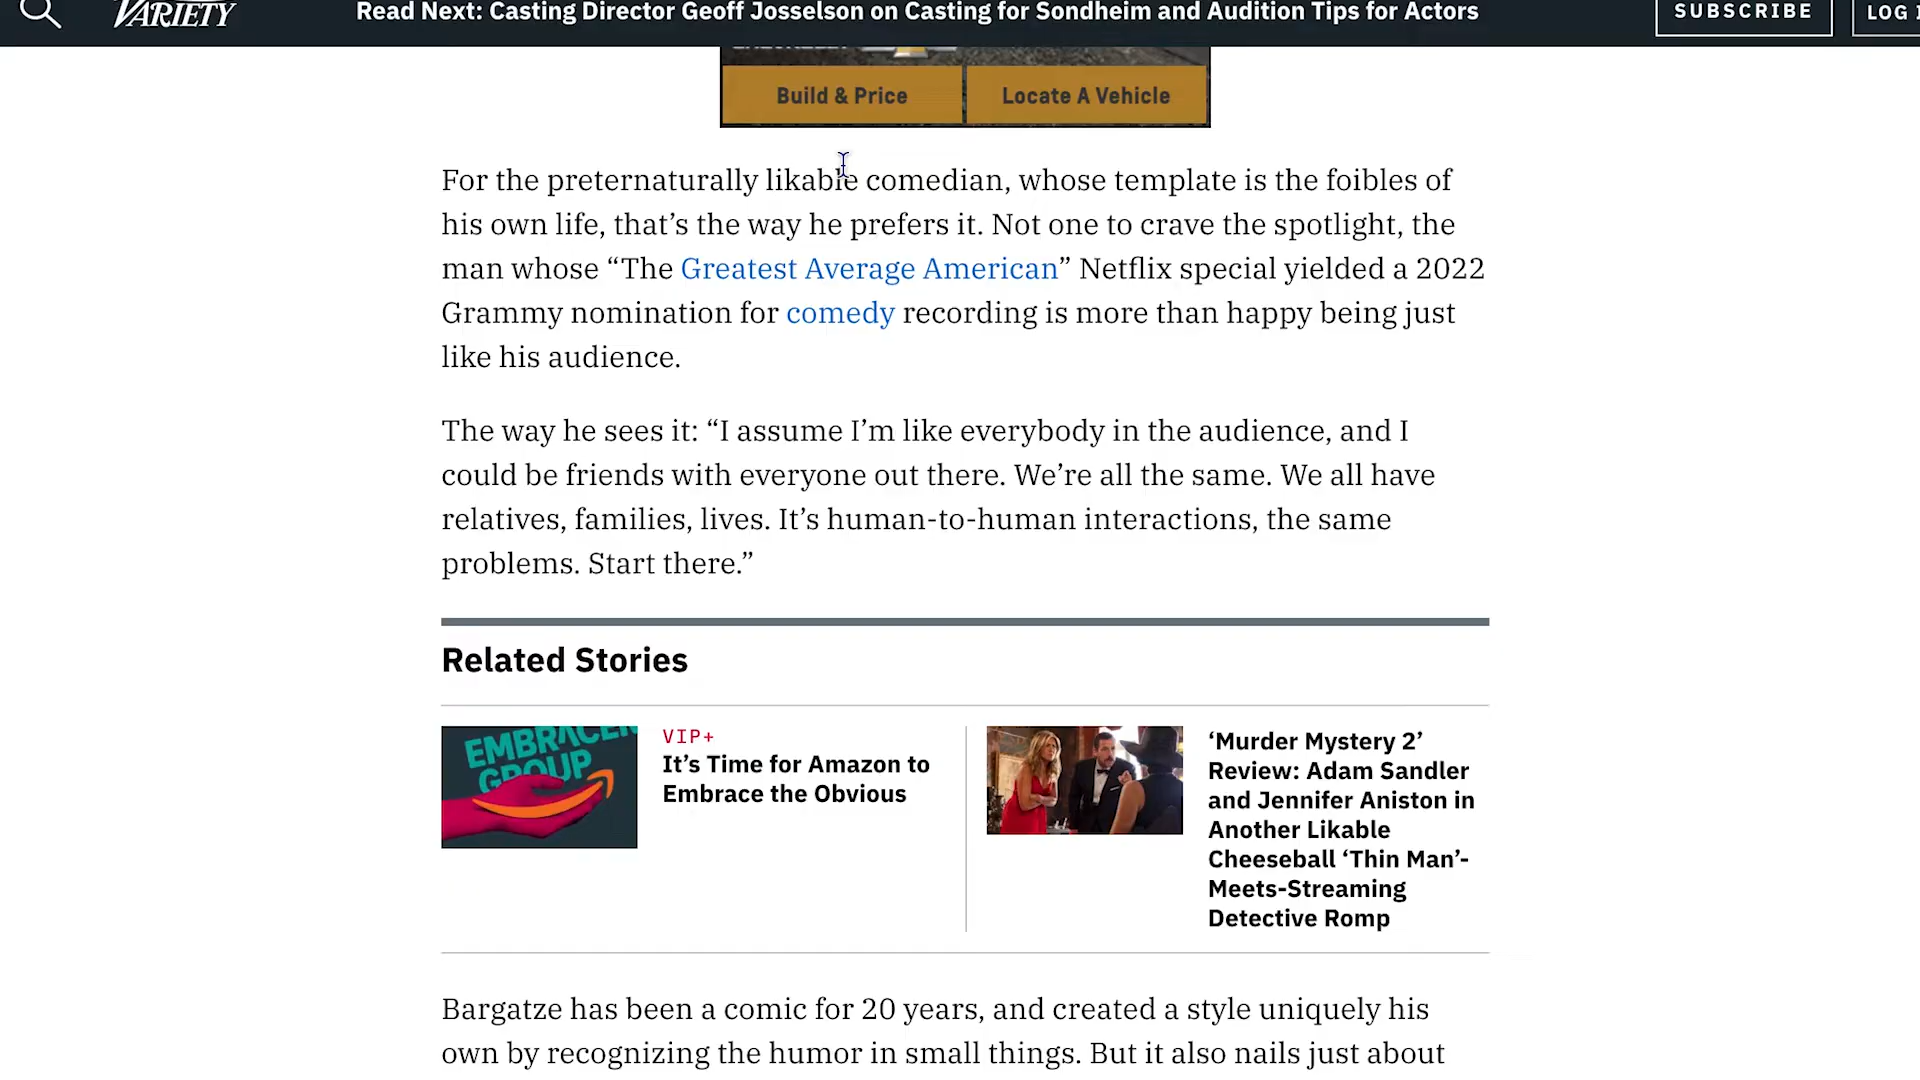 VARIETY
Read Next: Casting Director Geoff Josselson on Casting for Sondheim and Audition Tips for Actors
SUBSCRIBE
LOG
Build & Price
Locate A Vehicle
For the preternaturally likable comedian, whose template is the foibles of
his own life, that’s the way he prefers it. Not one to crave the spotlight, the
man whose “The Greatest Average American” Netflix special yielded a 2022
Grammy nomination for comedy recording is more than happy being just
like his audience.
The way he sees it: “I assume I’m like everybody in the audience, and I
could be friends with everyone out there. We’re all the same. We all have
relatives, families, lives. It’s human-to-human interactions, the same
problems. Start there.”
Related Stories
EMBRACER
GROUP
VIP+
It’s Time for Amazon to
Embrace the Obvious
‘Murder Mystery 2’
Review: Adam Sandler
and Jennifer Aniston in
Another Likable
Cheeseball ‘Thin Man’-
Meets-Streaming
Detective Romp
Bargatze has been a comic for 20 years, and created a style uniquely his
own by recognizing the humor in small things. But it also nails just about